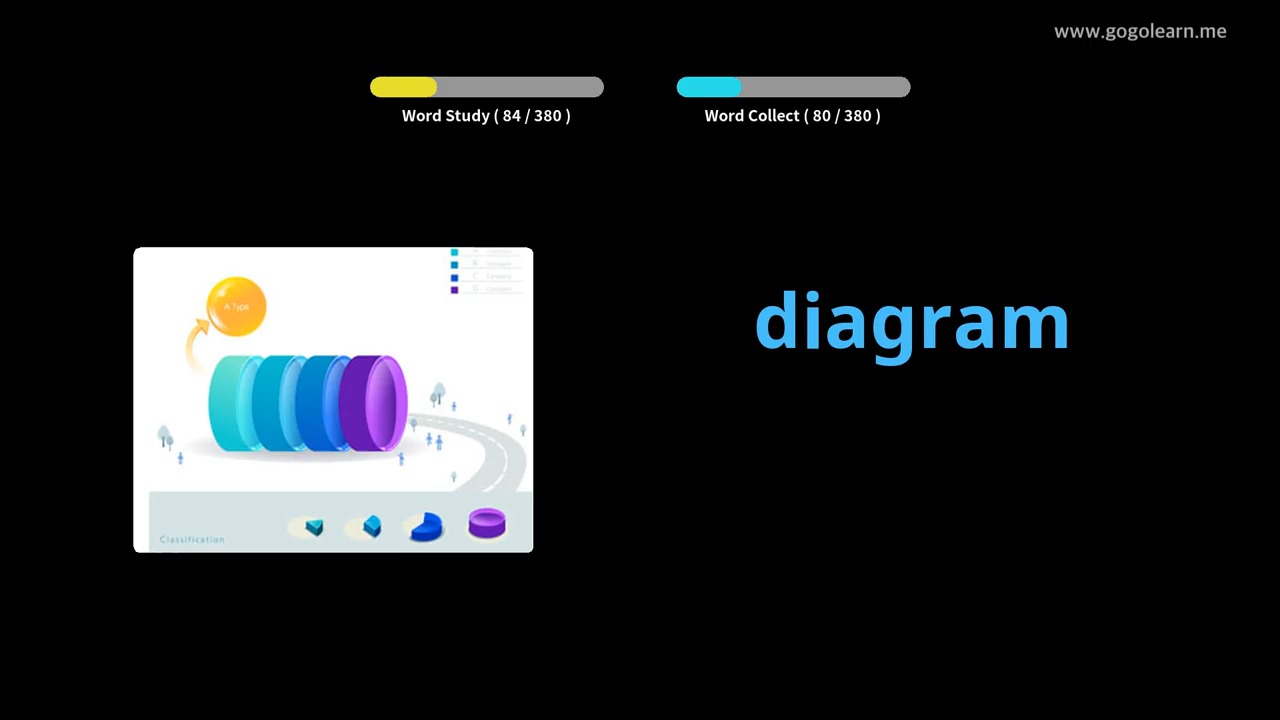 www.gogolearn.me
Word Study ( 84 / 380 )
Word Collect ( 80 / 380 )
A Type
C
diagram
Classification